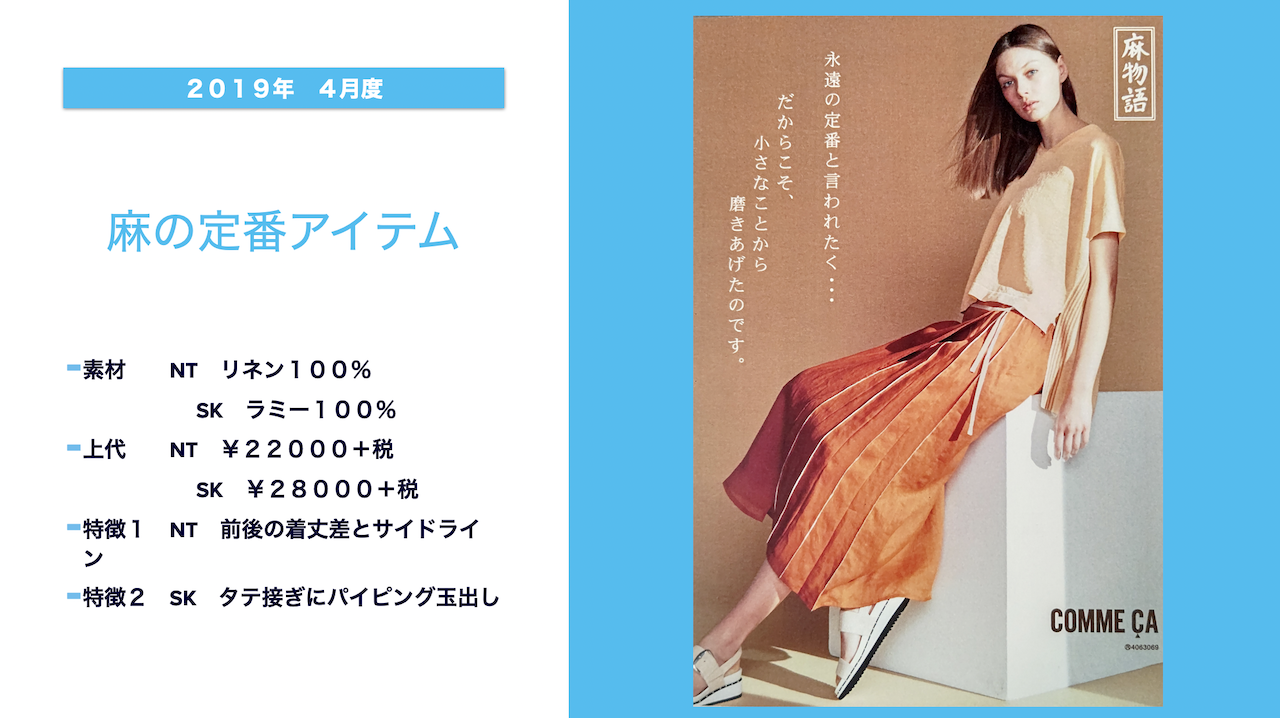 ２０１９年　４月度
麻の定番アイテム
素材　　NT　リネン１００％
SK　ラミー１００％
上代　　NT　￥２２０００＋税
SK　￥２８０００＋税
特徴１　NT　前後の着丈差とサイドライ
ン
特徴２　SK　タテ接ぎにパイピング玉出し
麻物語
永遠の定番と言われたく・・・
だからこそ、
小さなことから
磨きあげたのです。
COMME ÇA
Ⓡ4063069